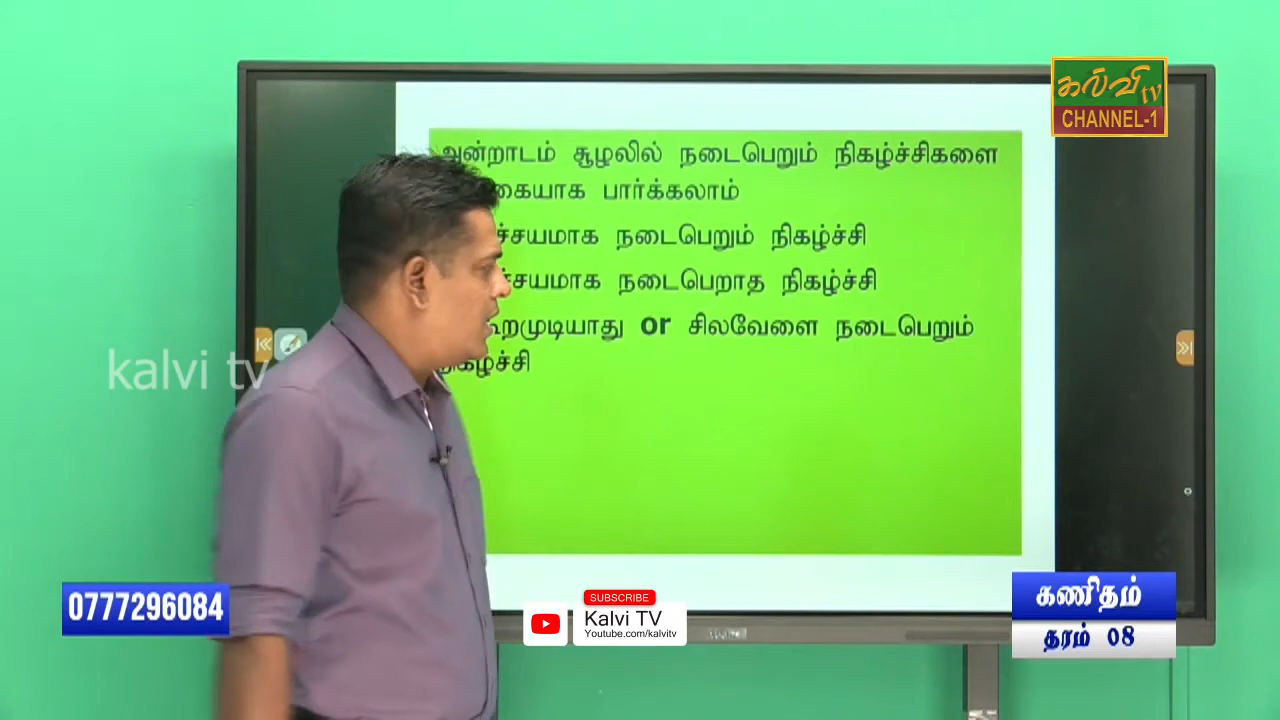 கல்வி tv
CHANNEL-1
அன்றாடம் சூழலில் நடைபெறும் நிகழ்ச்சிகளை
பார்க்கலாம்
நடைபெறும் நிகழ்ச்சி
நடைபெறாத நிகழ்ச்சி
or சிலவேளை நடைபெறும்
நிகழ்ச்சி
kalvi tv
0777296084
SUBSCRIBE
Kalvi TV
Youtube.com/kalvitv
கணிதம்
தரம் 08